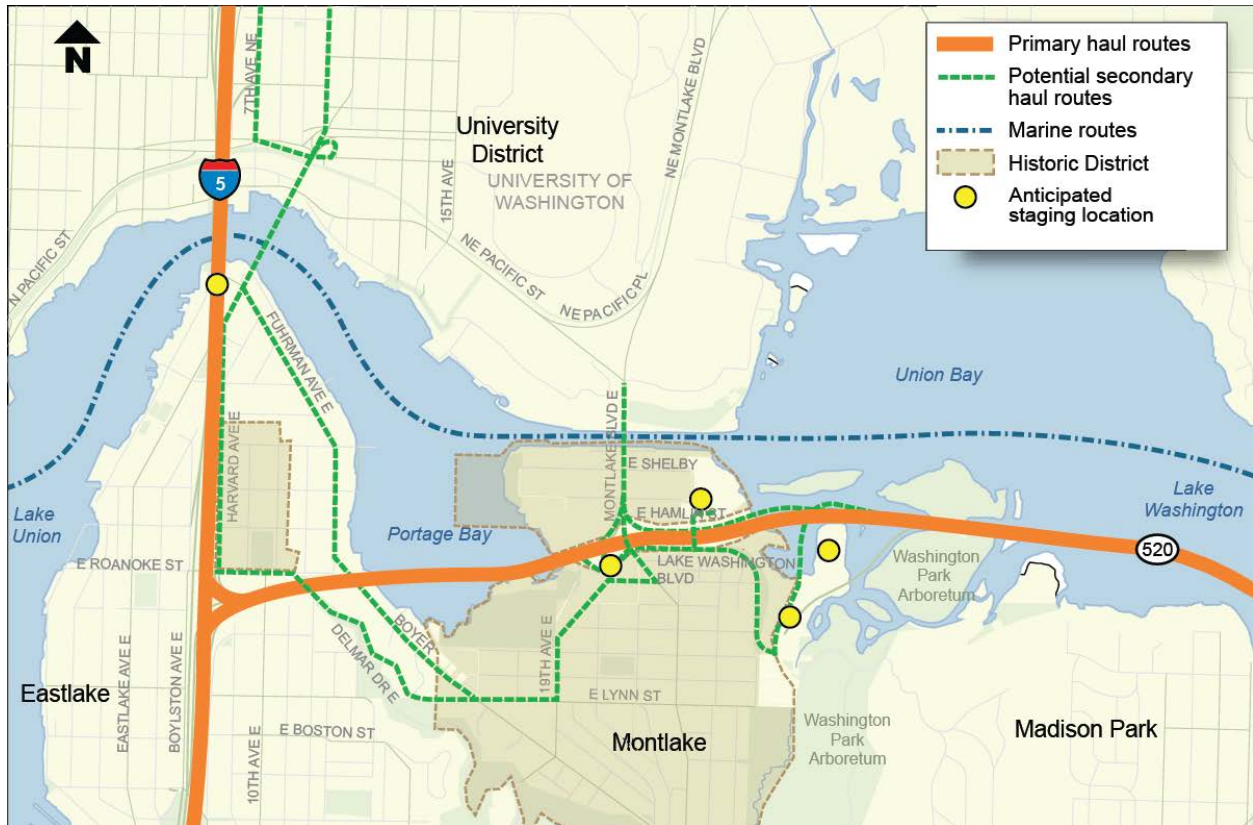 N
7TH AVE NE
5
University
District
UNIVERSITY OF
WASHINGTON
15TH AVE
NE MONTLAKE BLVD
Primary haul routes
Potential secondary
haul routes
Marine routes
Historic District
Anticipated
staging location
N PACIFIC ST
NE PACIFIC ST
NE PACIFIC PL
FUHRMAN AVE E
Union Bay
HARVARD AVE E
MONTLAKE BLVD E
E SHELBY
E HAMLIN ST
Lake
Union
Portage Bay
Lake
Washington
520
E ROANOKE ST
LAKE WASHINGTON
BLVD
Washington
Park
Arboretum
DELMAR DR E
BOYER
19TH AVE E
E LYNN ST
Eastlake
EASTLAKE AVE E
BOYLSTON AVE E
10TH AVE E
E BOSTON ST
Montlake
Washington
Park
Arboretum
Madison Park